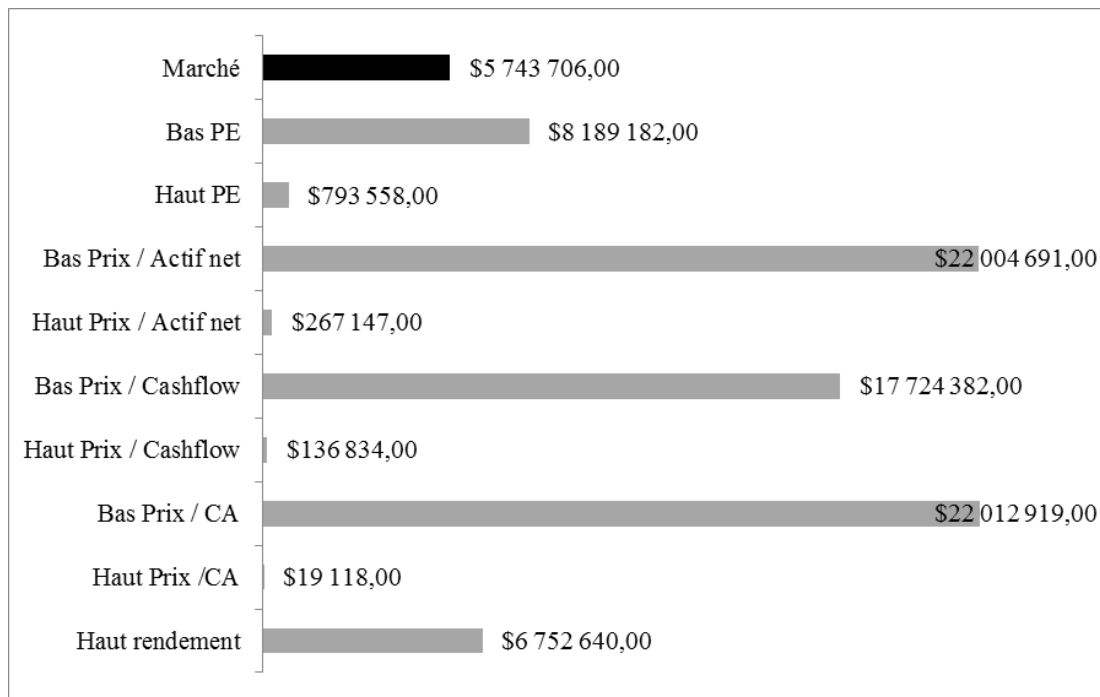 Marché $5 743 706,00
Bas PE $8 189 182,00
Haut PE $793 558,00
Bas Prix / Actif net $22 004 691,00
Haut Prix / Actif net $267 147,00
Bas Prix / Cashflow $17 724 382,00
Haut Prix / Cashflow $136 834,00
Bas Prix / CA $22 012 919,00
Haut Prix /CA $19 118,00
Haut rendement $6 752 640,00